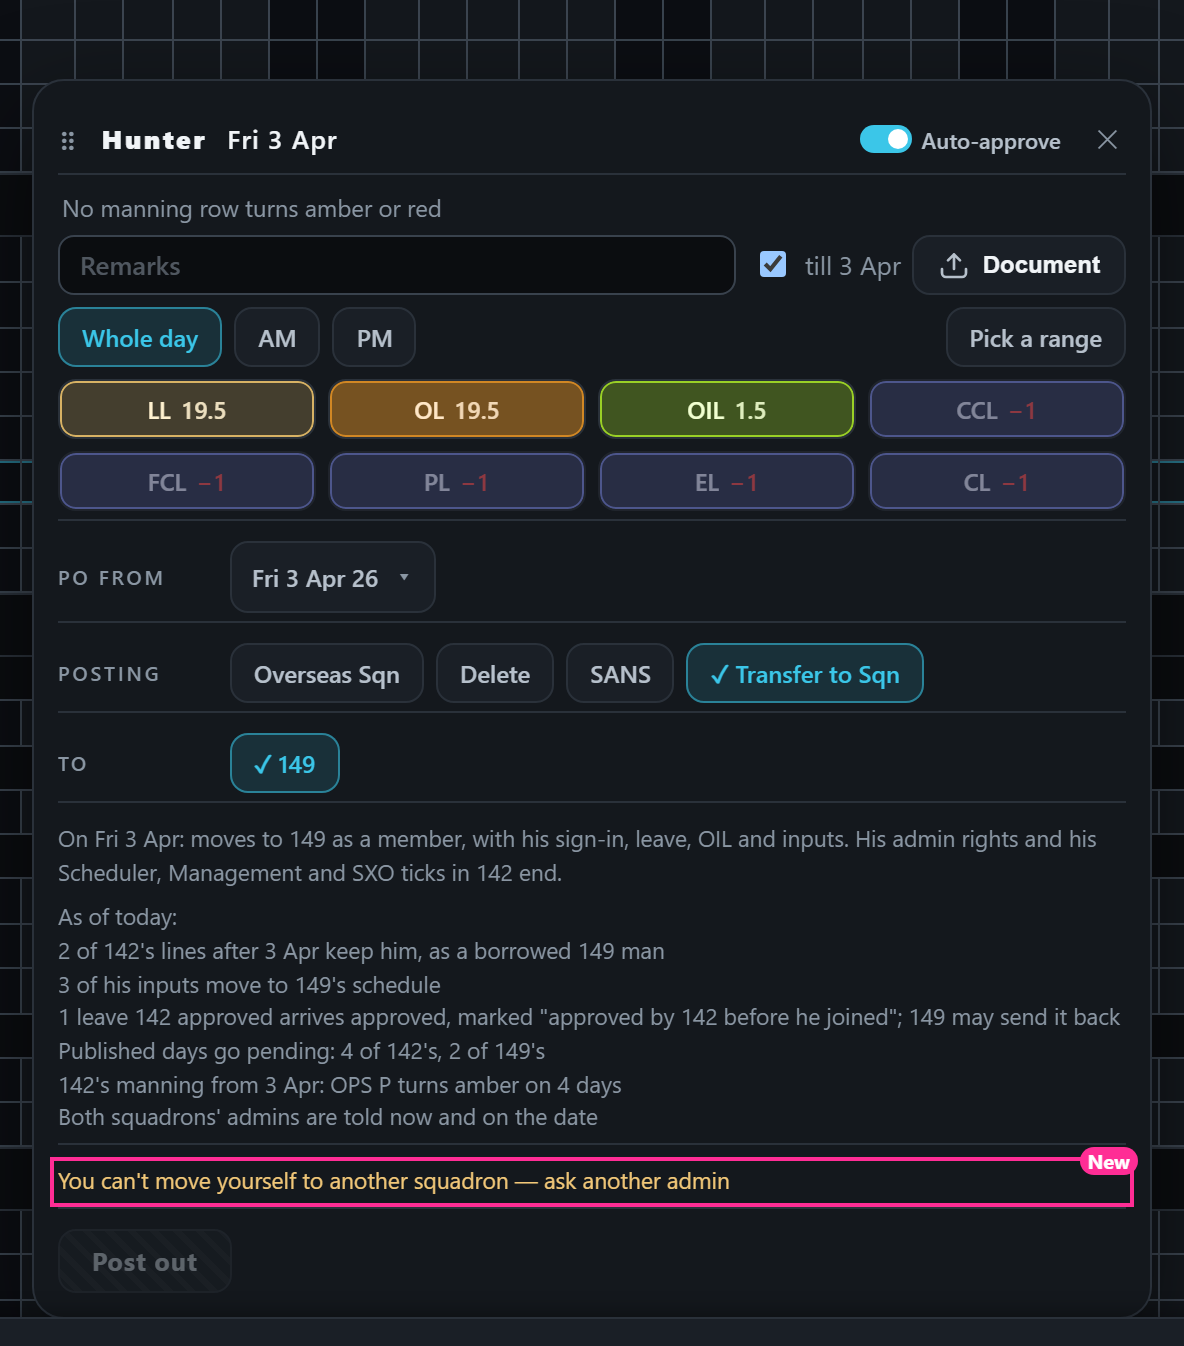 Hunter Fri 3 Apr Auto-approve
No manning row turns amber or red
Remarks till 3 Apr Document
Whole day AM PM Pick a range
LL 19.5 OL 19.5 OIL 1.5 CCL −1
FCL −1 PL −1 EL −1 CL −1
PO FROM Fri 3 Apr 26
POSTING Overseas Sqn Delete SANS ✓ Transfer to Sqn
TO ✓ 149
On Fri 3 Apr: moves to 149 as a member, with his sign-in, leave, OIL and inputs. His admin rights and his
Scheduler, Management and SXO ticks in 142 end.
As of today:
2 of 142's lines after 3 Apr keep him, as a borrowed 149 man
3 of his inputs move to 149's schedule
1 leave 142 approved arrives approved, marked "approved by 142 before he joined"; 149 may send it back
Published days go pending: 4 of 142's, 2 of 149's
142's manning from 3 Apr: OPS P turns amber on 4 days
Both squadrons' admins are told now and on the date
New
You can't move yourself to another squadron — ask another admin
Post out